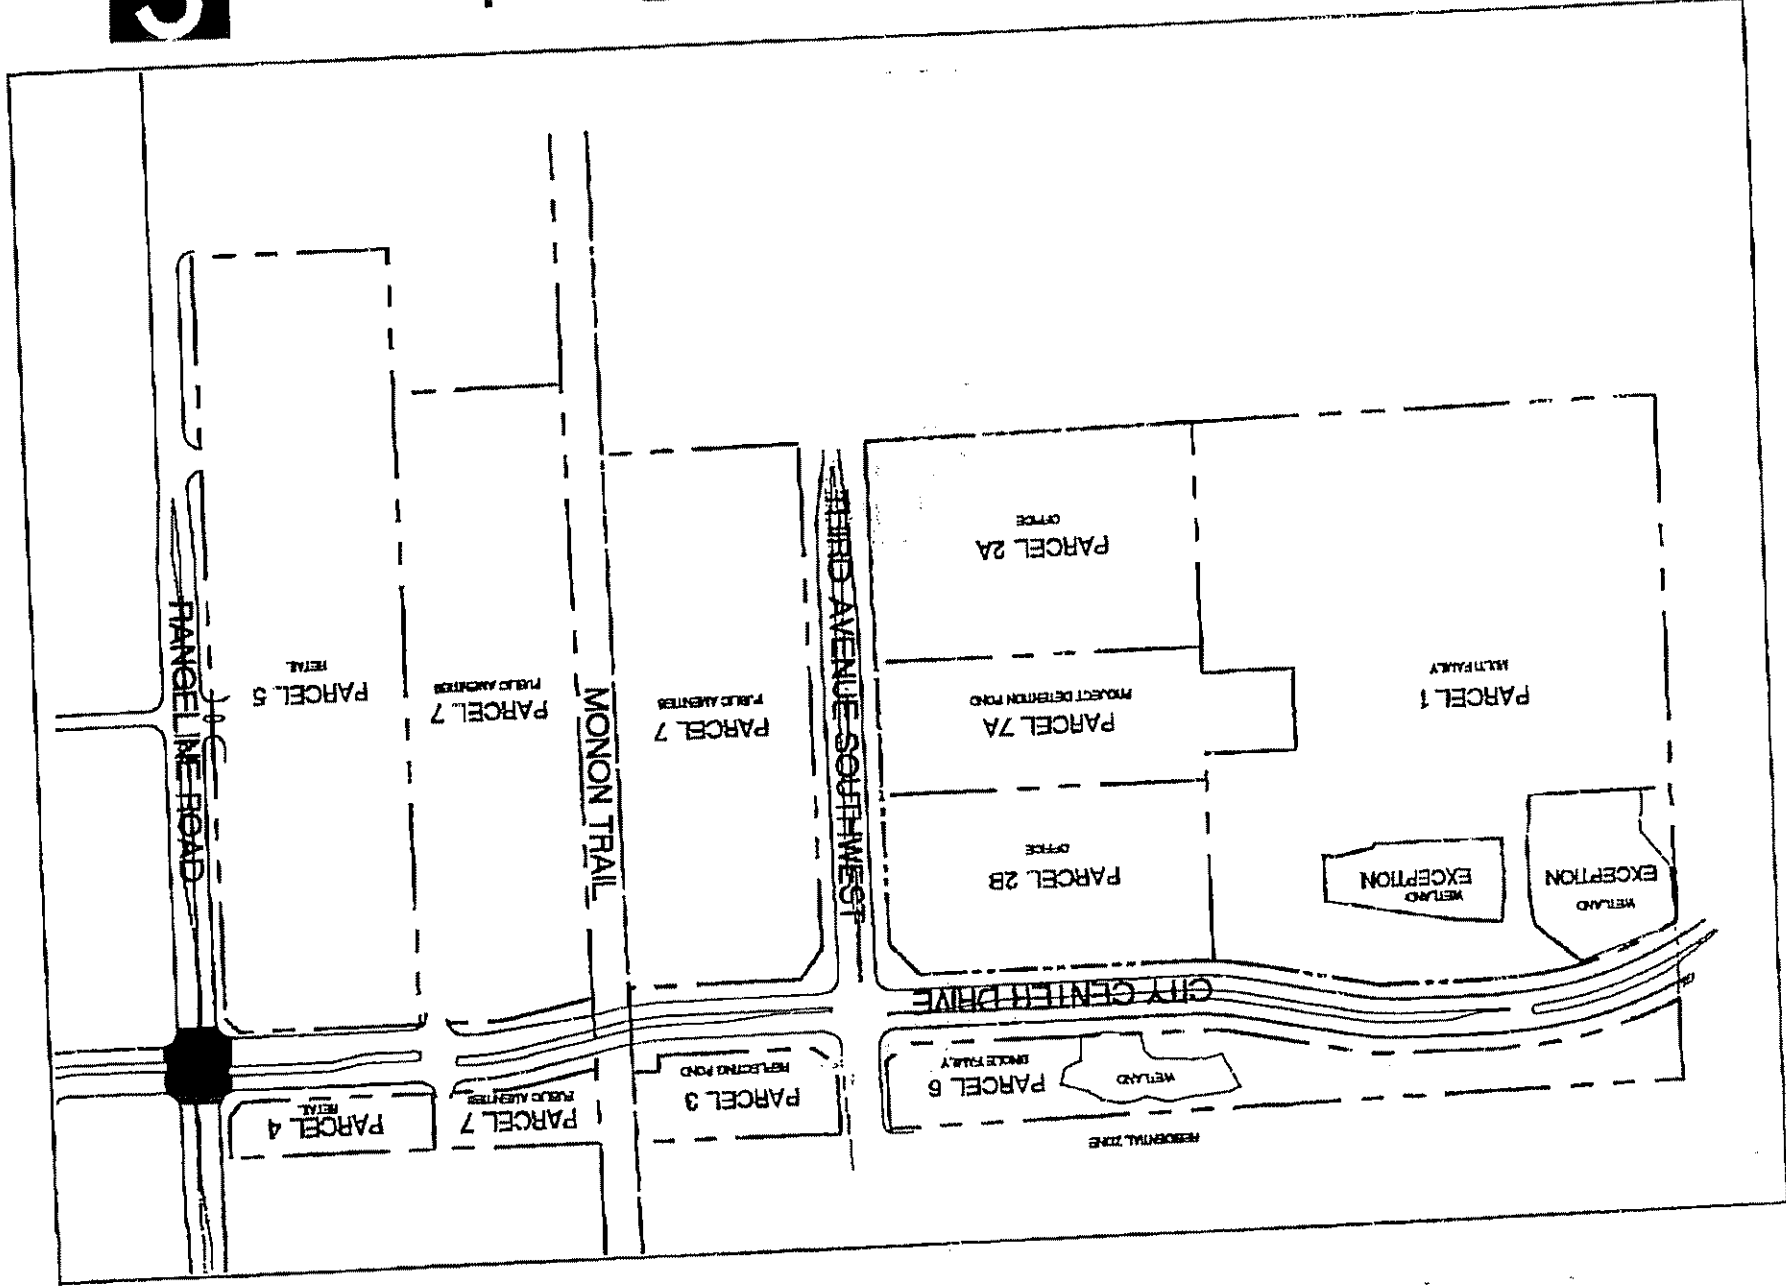 RESIDENTIAL ZONE
PARCEL 6
SINGLE FAMILY
WETLAND
PARCEL 3
REFLECTING POND
PARCEL 7
PUBLIC AMENITIES
PARCEL 4
RETAIL
CITY CENTER DRIVE
WETLAND
EXCEPTION
WETLAND
EXCEPTION
PARCEL 2B
OFFICE
PARCEL 1
MULTI FAMILY
PARCEL 7A
PROJECT DETENTION POND
PARCEL 2A
OFFICE
THIRD AVENUE SOUTHWEST
PARCEL 7
PUBLIC AMENITIES
MONON TRAIL
PARCEL 7
PUBLIC AMENITIES
PARCEL 5
RETAIL
RANGELINE ROAD